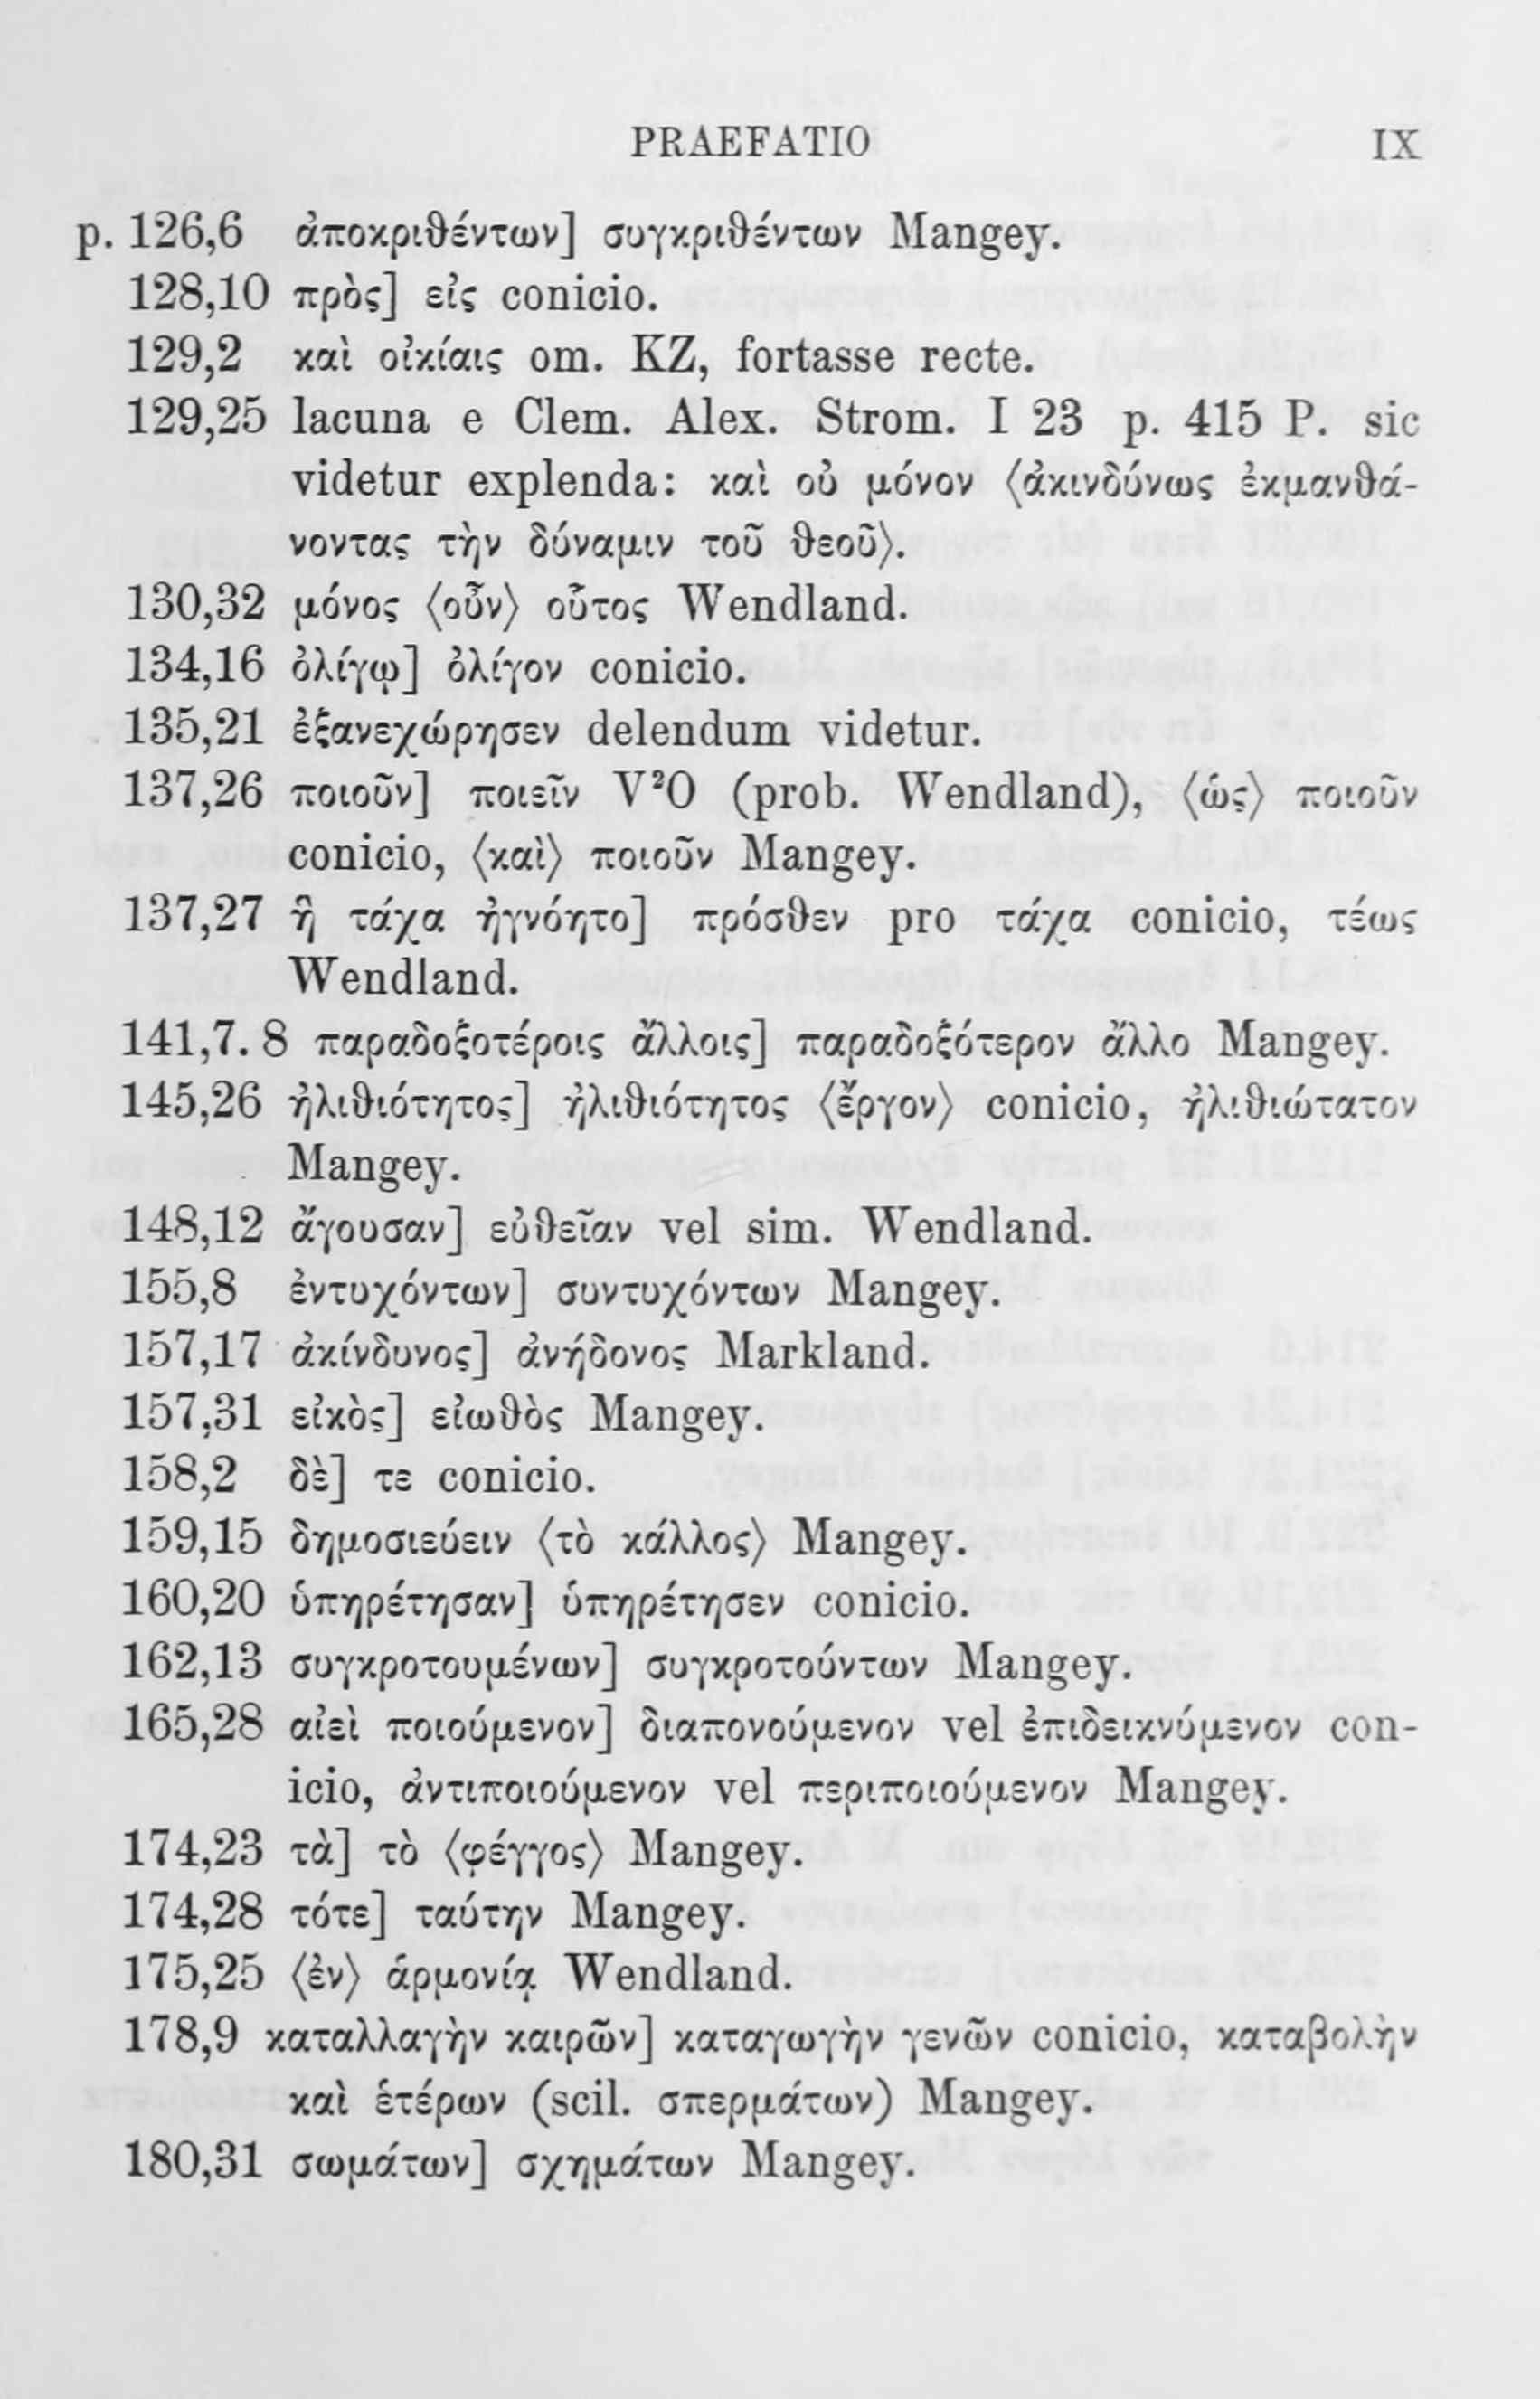 PRAEFATIO IX
p. 126,6 ἀποκριθέντων] συγκριθέντων Mangey.
128,10 πρὸς] εἰς conicio.
129,2 καὶ οἰκίαις om. KZ, fortasse recte.
129,25 lacuna e Clem. Alex. Strom. I 23 p. 415 P. sic
videtur explenda: καὶ οὐ μόνον ⟨ἀκινδύνως ἐκμανθά-
νοντας τὴν δύναμιν τοῦ θεοῦ⟩.
130,32 μόνος ⟨οὖν⟩ οὗτος Wendland.
134,16 ὀλίγῳ] ὀλίγον conicio.
135,21 ἐξανεχώρησεν delendum videtur.
137,26 ποιοῦν] ποιεῖν V²O (prob. Wendland), ⟨ὡς⟩ ποιοῦν
conicio, ⟨καὶ⟩ ποιοῦν Mangey.
137,27 ἢ τάχα ἠγνόητο] πρόσθεν pro τάχα conicio, τέως
Wendland.
141,7. 8 παραδοξοτέροις ἄλλοις] παραδοξότερον ἄλλο Mangey.
145,26 ἠλιθιότητος] ἠλιθιότητος ⟨ἔργον⟩ conicio, ἠλιθιώτατον
Mangey.
148,12 ἄγουσαν] εὐθεῖαν vel sim. Wendland.
155,8 ἐντυχόντων] συντυχόντων Mangey.
157,17 ἀκίνδυνος] ἀνήδονος Markland.
157,31 εἰκὸς] εἰωθὸς Mangey.
158,2 δὲ] τε conicio.
159,15 δημοσιεύειν ⟨τὸ κάλλος⟩ Mangey.
160,20 ὑπηρέτησαν] ὑπηρέτησεν conicio.
162,13 συγκροτουμένων] συγκροτούντων Mangey.
165,28 αἰεὶ ποιούμενον] διαπονούμενον vel ἐπιδεικνύμενον con-
icio, ἀντιποιούμενον vel περιποιούμενον Mangey.
174,23 τὰ] τὸ ⟨φέγγος⟩ Mangey.
174,28 τότε] ταύτην Mangey.
175,25 ⟨ἐν⟩ ἁρμονίᾳ Wendland.
178,9 καταλλαγὴν καιρῶν] καταγωγὴν γενῶν conicio, καταβολὴν
καὶ ἑτέρων (scil. σπερμάτων) Mangey.
180,31 σωμάτων] σχημάτων Mangey.